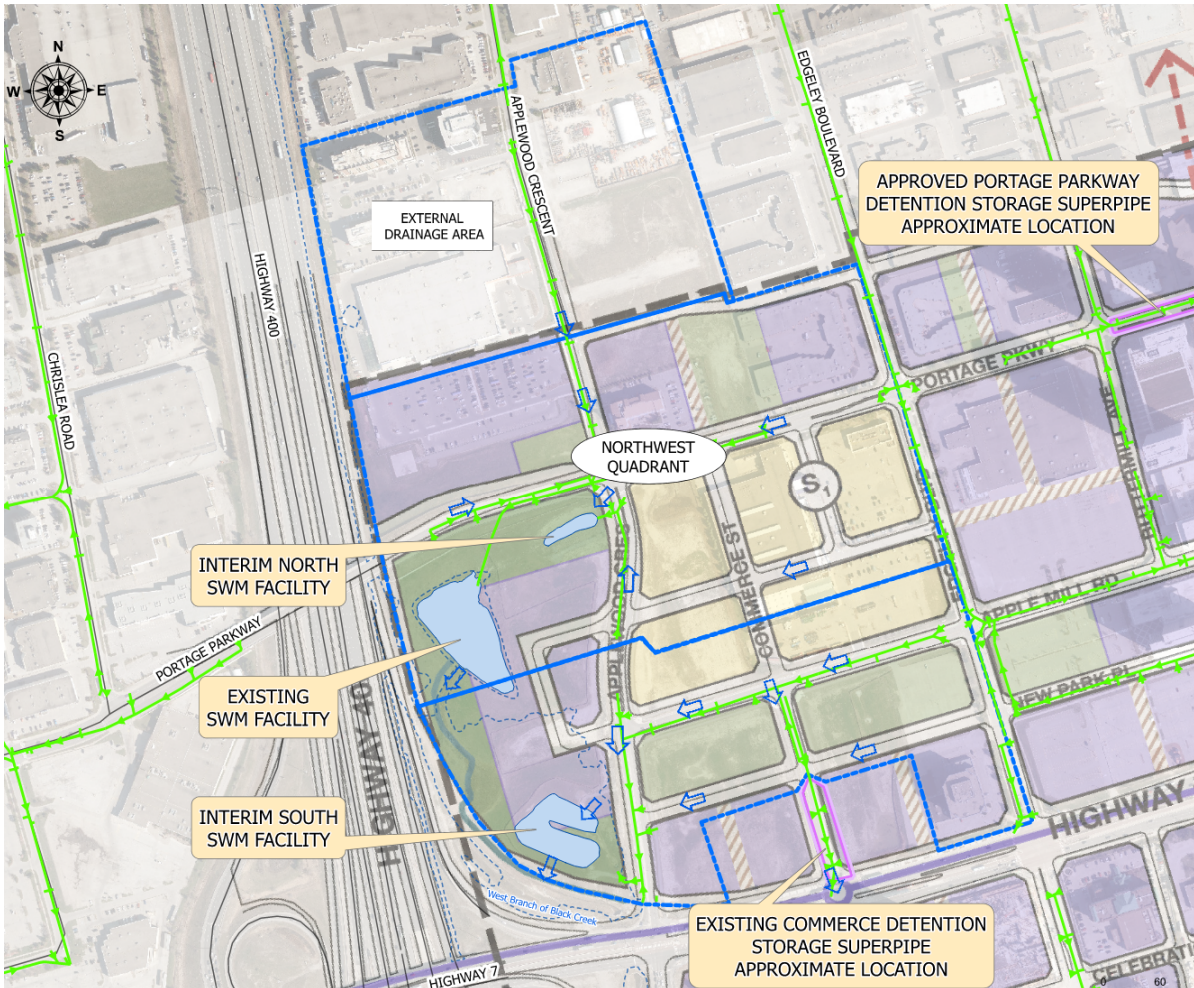 N
W
E
S
APPLEWOOD CRESCENT
EDGELEY BOULEVARD
APPROVED PORTAGE PARKWAY
DETENTION STORAGE SUPERPIPE
APPROXIMATE LOCATION
EXTERNAL
DRAINAGE AREA
HIGHWAY 400
CHRISLEA ROAD
PORTAGE PKWY
NORTHWEST
QUADRANT
S1
COMMERCE ST
INTERIM NORTH
SWM FACILITY
APPLE MILL RD
PORTAGE PARKWAY
EXISTING
SWM FACILITY
NEW PARK PL
HIGHWAY 400
INTERIM SOUTH
SWM FACILITY
HIGHWAY
West Branch of Black Creek
EXISTING COMMERCE DETENTION
STORAGE SUPERPIPE
APPROXIMATE LOCATION
HIGHWAY 7
0
60